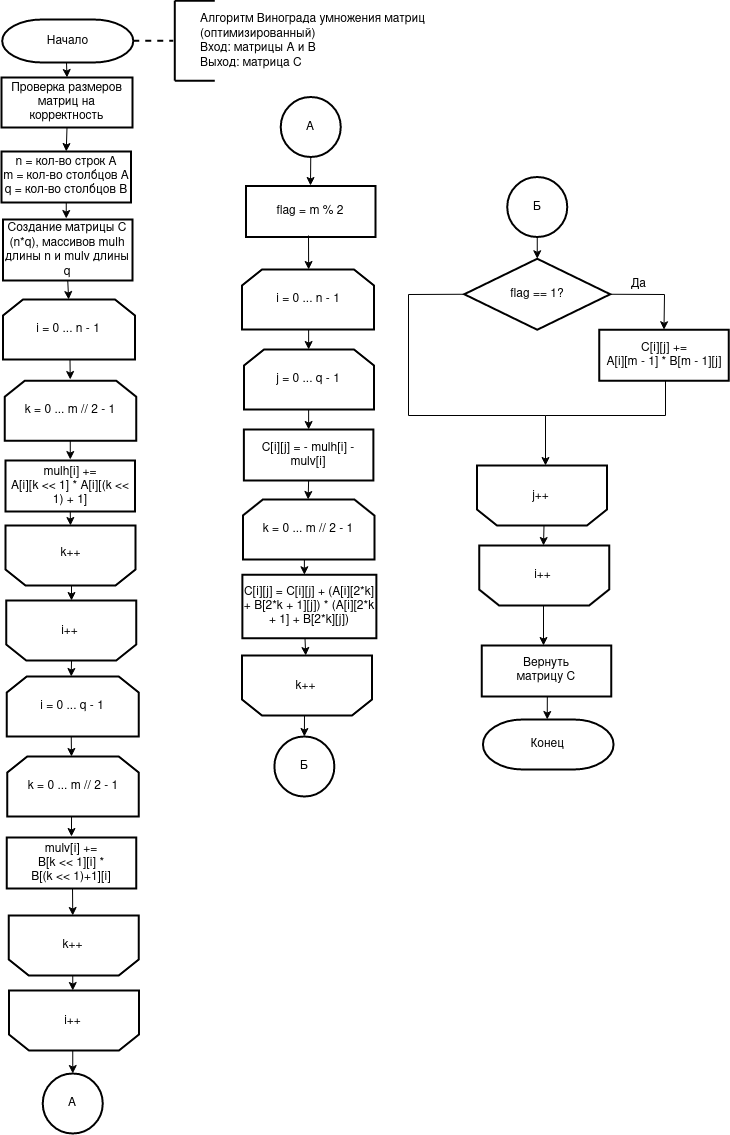 Начало
Алгоритм Винограда умножения матриц
(оптимизированный)
Вход: матрицы A и B
Выход: матрица C
Проверка размеров
матриц на
корректность
n = кол-во строк A
m = кол-во столбцов A
q = кол-во столбцов B
Создание матрицы C
(n*q), массивов mulh
длины n и mulv длины
q
i = 0 ... n - 1
k = 0 ... m // 2 - 1
mulh[i] +=
A[i][k << 1] * A[i][(k <<
1) + 1]
k++
i++
i = 0 ... q - 1
k = 0 ... m // 2 - 1
mulv[i] +=
B[k << 1][i] *
B[(k << 1)+1][i]
k++
i++
А
А
flag = m % 2
i = 0 ... n - 1
j = 0 ... q - 1
C[i][j] = - mulh[i] -
mulv[i]
k = 0 ... m // 2 - 1
C[i][j] = C[i][j] + (A[i][2*k]
+ B[2*k + 1][j]) * (A[i][2*k
+ 1] + B[2*k][j])
k++
Б
Б
flag == 1?
Да
C[i][j] +=
A[i][m - 1] * B[m - 1][j]
j++
i++
Вернуть
матрицу C
Конец